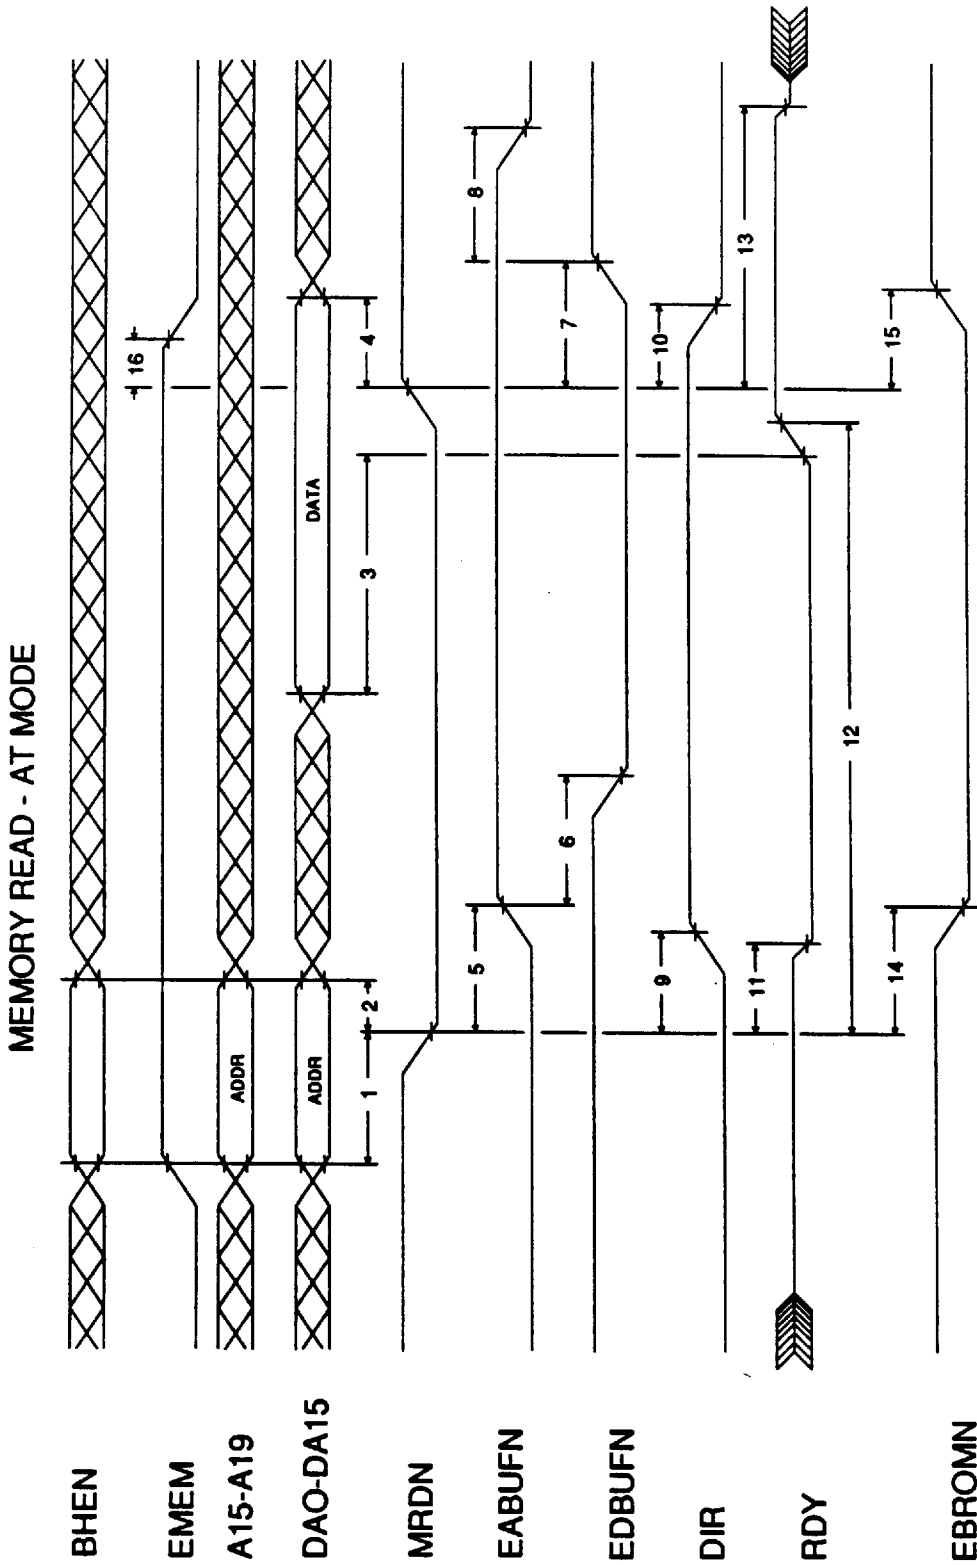 MEMORY READ - AT MODE
BHEN
EMEM
16
A15-A19
ADDR
DAO-DA15
ADDR
DATA
1
2
3
4
MRDN
EABUFN
5
8
EDBUFN
6
7
DIR
9
10
RDY
11
13
12
EBROMN
14
15